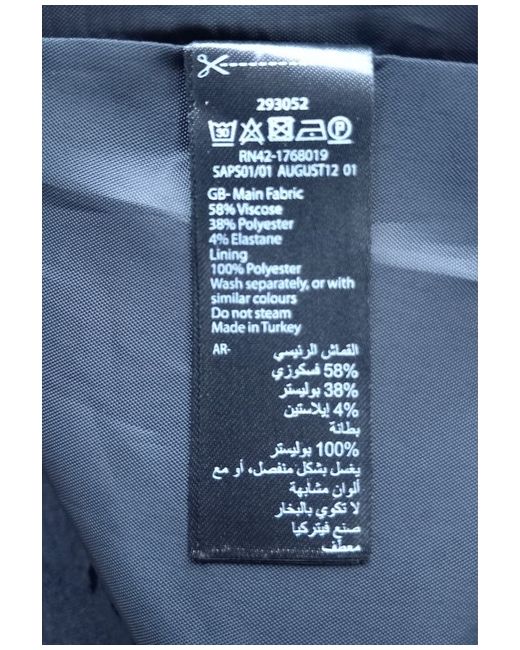 293052
30 P
RN42-1768019
SAPS01/01 AUGUST12 01
GB- Main Fabric
58% Viscose
38% Polyester
4% Elastane
Lining
100% Polyester
Wash separately, or with
similar colours
Do not steam
Made in Turkey
AR- القماش الرئيسي
58% فسكوزي
38% بوليستر
4% إيلاستين
بطانة
100% بوليستر
يغسل بشكل منفصل، أو مع
ألوان مشابهة
لا تكوي بالبخار
صنع فيتركيا
معطف